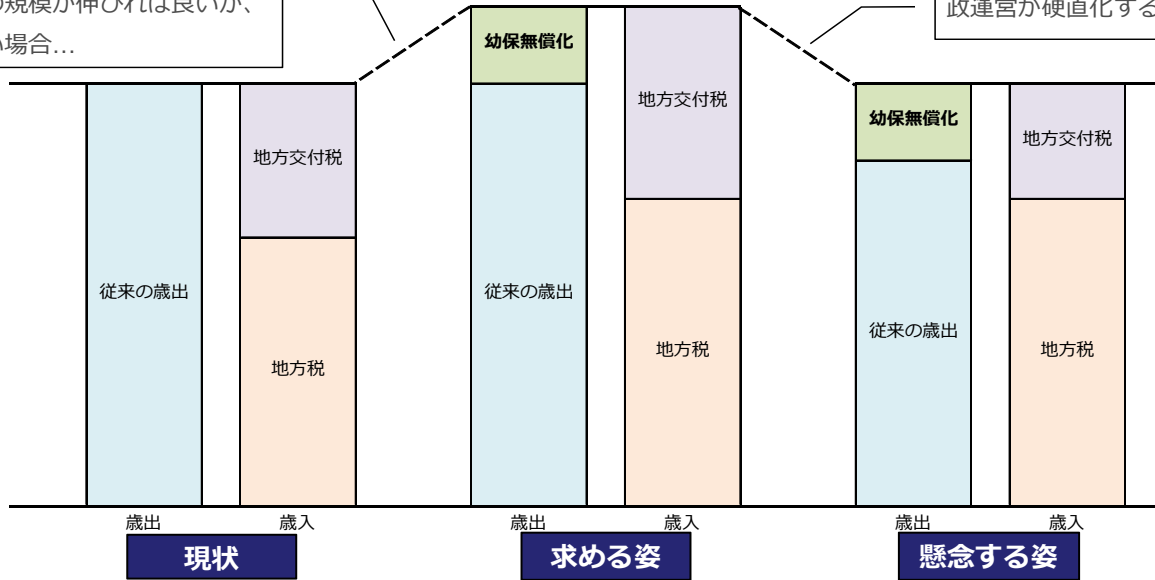 規模が伸びれば良いが、
場合…
政運営が硬直化する
幼保無償化
地方交付税
幼保無償化
地方交付税
地方交付税
従来の歳出
従来の歳出
従来の歳出
地方税
地方税
地方税
歳出
歳入
歳出
歳入
歳出
歳入
現状
求める姿
懸念する姿